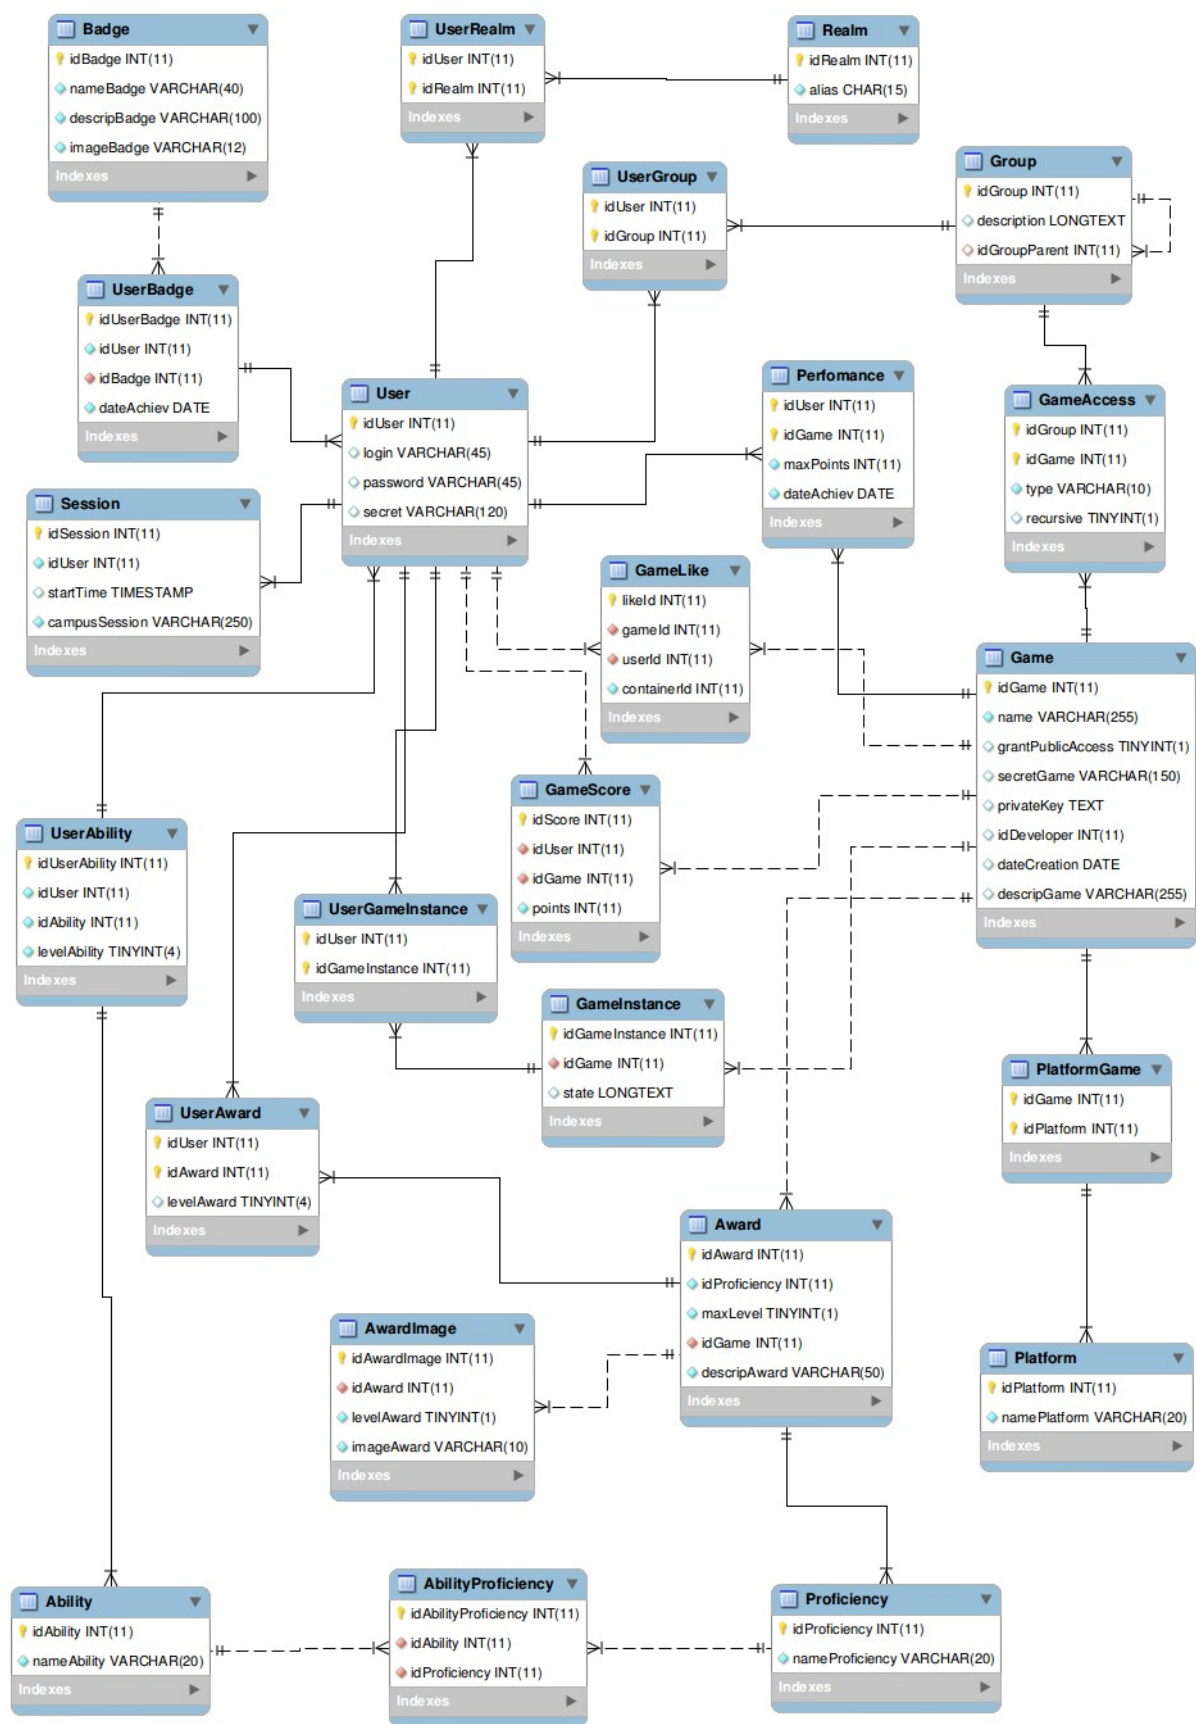 Badge
idBadge INT(11)
nameBadge VARCHAR(40)
descripBadge VARCHAR(100)
imageBadge VARCHAR(12)
Indexes
UserRealm
idUser INT(11)
idRealm INT(11)
Indexes
Realm
idRealm INT(11)
alias CHAR(15)
Indexes
UserGroup
idUser INT(11)
idGroup INT(11)
Indexes
Group
idGroup INT(11)
description LONGTEXT
idGroupParent INT(11)
Indexes
UserBadge
idUserBadge INT(11)
idUser INT(11)
idBadge INT(11)
dateAchiev DATE
Indexes
User
idUser INT(11)
login VARCHAR(45)
password VARCHAR(45)
secret VARCHAR(120)
Indexes
Perfomance
idUser INT(11)
idGame INT(11)
maxPoints INT(11)
dateAchiev DATE
Indexes
GameAccess
idGroup INT(11)
idGame INT(11)
type VARCHAR(10)
recursive TINYINT(1)
Indexes
Session
idSession INT(11)
idUser INT(11)
startTime TIMESTAMP
campusSession VARCHAR(250)
Indexes
GameLike
likeId INT(11)
gameId INT(11)
userId INT(11)
containerId INT(11)
Indexes
Game
idGame INT(11)
name VARCHAR(255)
grantPublicAccess TINYINT(1)
secretGame VARCHAR(150)
privateKey TEXT
idDeveloper INT(11)
dateCreation DATE
descripGame VARCHAR(255)
Indexes
GameScore
idScore INT(11)
idUser INT(11)
idGame INT(11)
points INT(11)
Indexes
UserAbility
idUserAbility INT(11)
idUser INT(11)
idAbility INT(11)
levelAbility TINYINT(4)
Indexes
UserGameInstance
idUser INT(11)
idGameInstance INT(11)
Indexes
GameInstance
idGameInstance INT(11)
idGame INT(11)
state LONGTEXT
Indexes
PlatformGame
idGame INT(11)
idPlatform INT(11)
Indexes
UserAward
idUser INT(11)
idAward INT(11)
levelAward TINYINT(4)
Indexes
Award
idAward INT(11)
idProficiency INT(11)
maxLevel TINYINT(1)
idGame INT(11)
descripAward VARCHAR(50)
Indexes
AwardImage
idAwardImage INT(11)
idAward INT(11)
levelAward TINYINT(1)
imageAward VARCHAR(10)
Indexes
Platform
idPlatform INT(11)
namePlatform VARCHAR(20)
Indexes
Ability
idAbility INT(11)
nameAbility VARCHAR(20)
Indexes
AbilityProficiency
idAbilityProficiency INT(11)
idAbility INT(11)
idProficiency INT(11)
Indexes
Proficiency
idProficiency INT(11)
nameProficiency VARCHAR(20)
Indexes